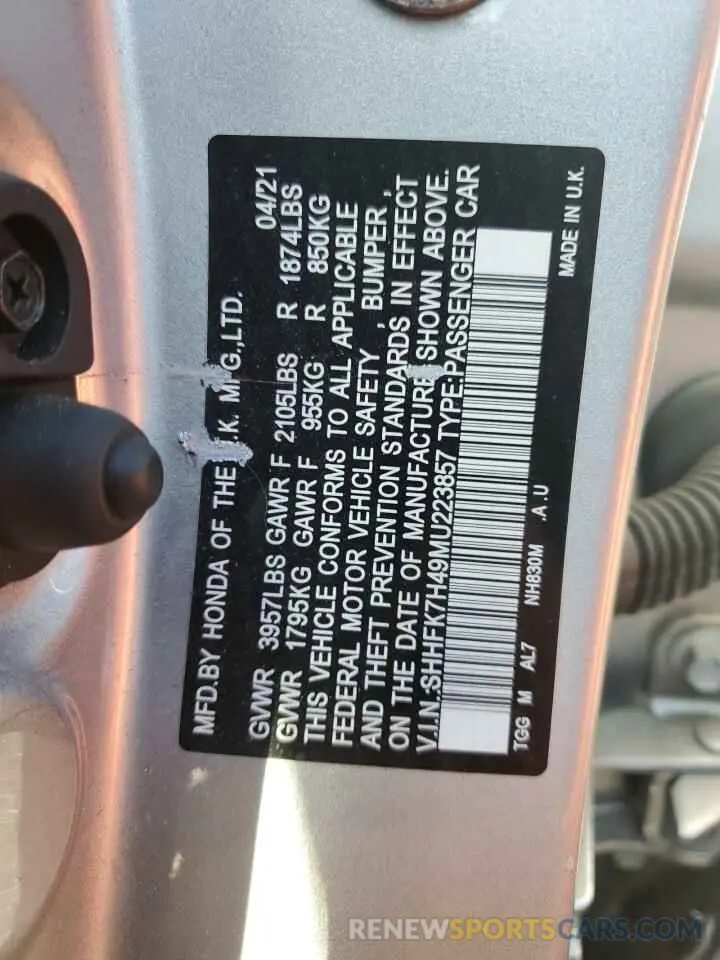 MFD.BY HONDA OF THE .K. M G.,LTD. 04/21
GVWR 3957LBS GAWR F 2105LBS R 1874LBS
GVWR 1795KG GAWR F 955KG R 850KG
THIS VEHICLE CONFORMS TO ALL APPLICABLE
FEDERAL MOTOR VEHICLE SAFETY , BUMPER ,
AND THEFT PREVENTION STANDARDS IN EFFECT
ON THE DATE OF MANUFACTURE SHOWN ABOVE.
V.I.N.:SHHFK7H49MU223857 TYPE:PASSENGER CAR
TGG M AL7 NH830M .A .U MADE IN U.K.
RENEWSPORTSCARS.COM